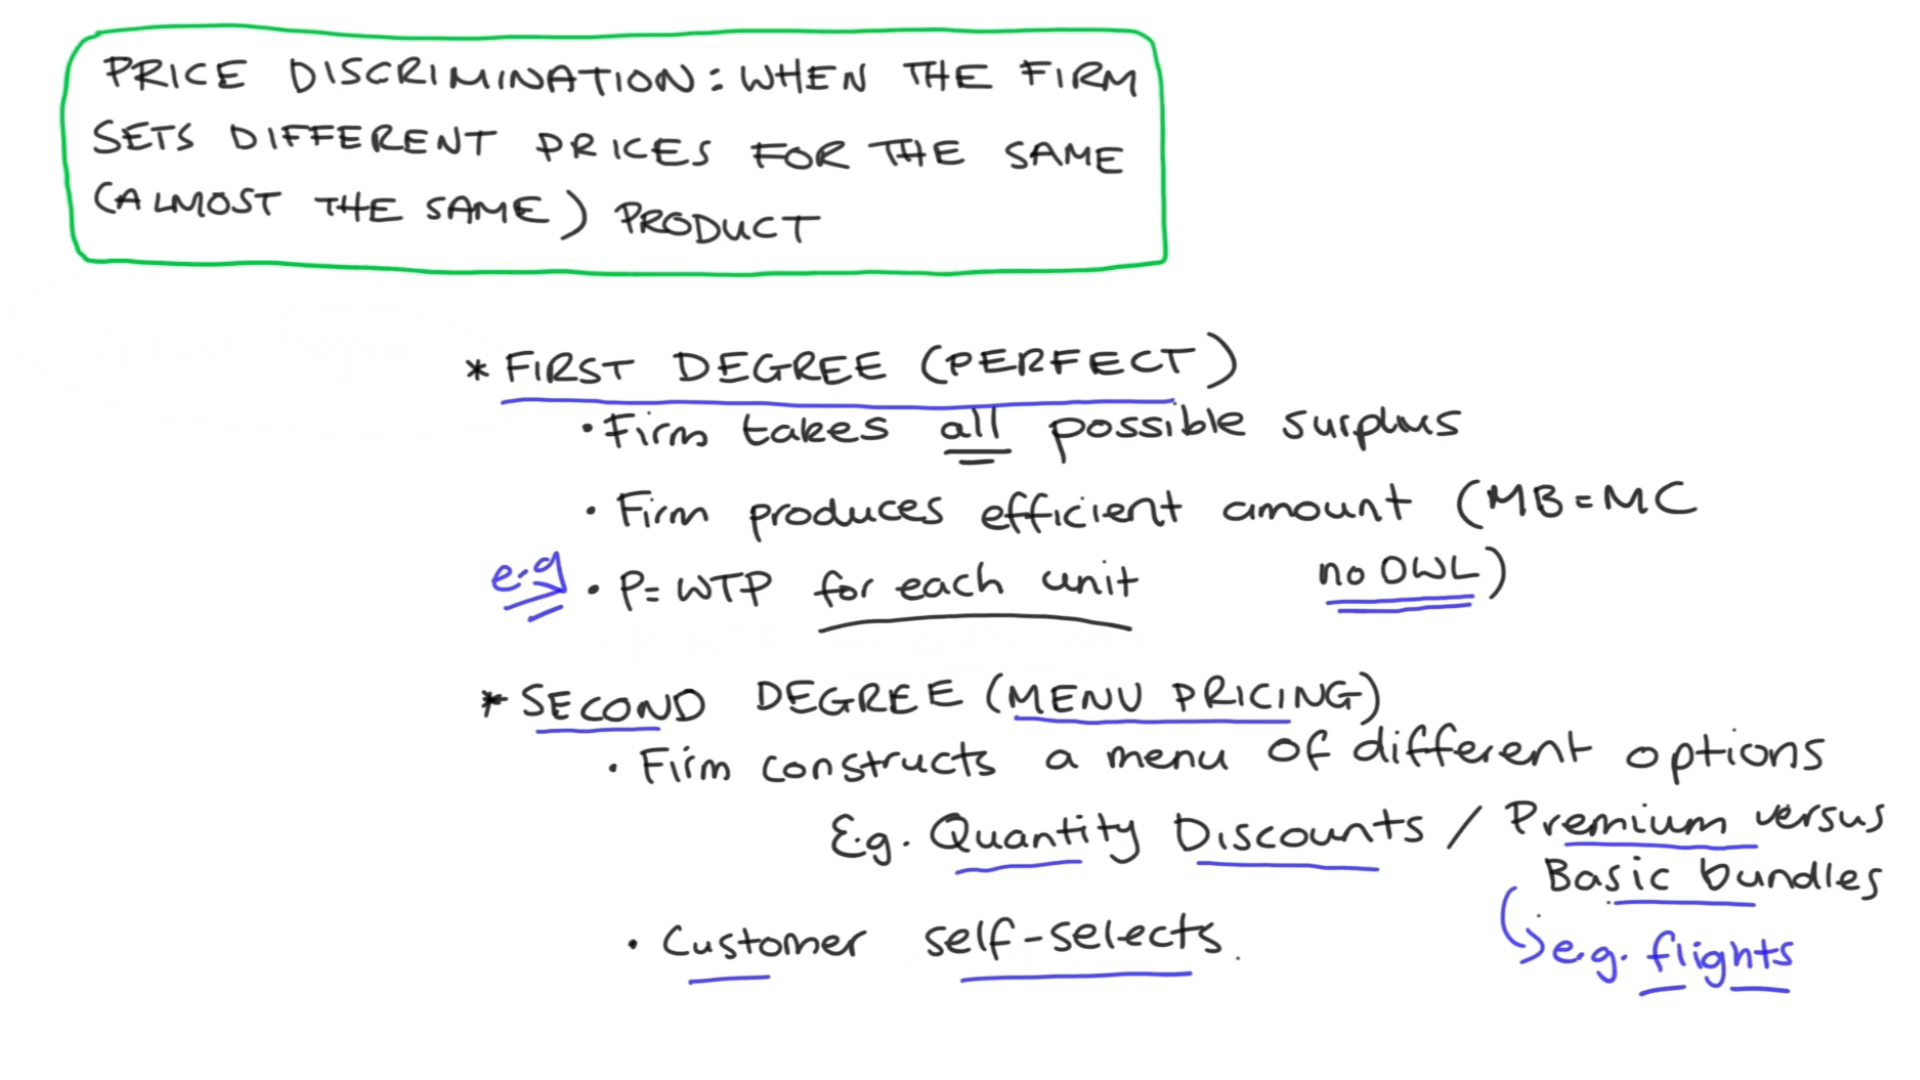 PRICE DISCRIMINATION: WHEN THE FIRM
SETS DIFFERENT PRICES FOR THE SAME
(ALMOST THE SAME) PRODUCT
* FIRST DEGREE (PERFECT)
• Firm takes all possible surplus
• Firm produces efficient amount (MB=MC
no DWL)
e.g • P= WTP for each unit
* SECOND DEGREE (MENU PRICING)
• Firm constructs a menu of different options
E.g. Quantity Discounts / Premium versus
Basic bundles
e.g. flights
• Customer self-selects.